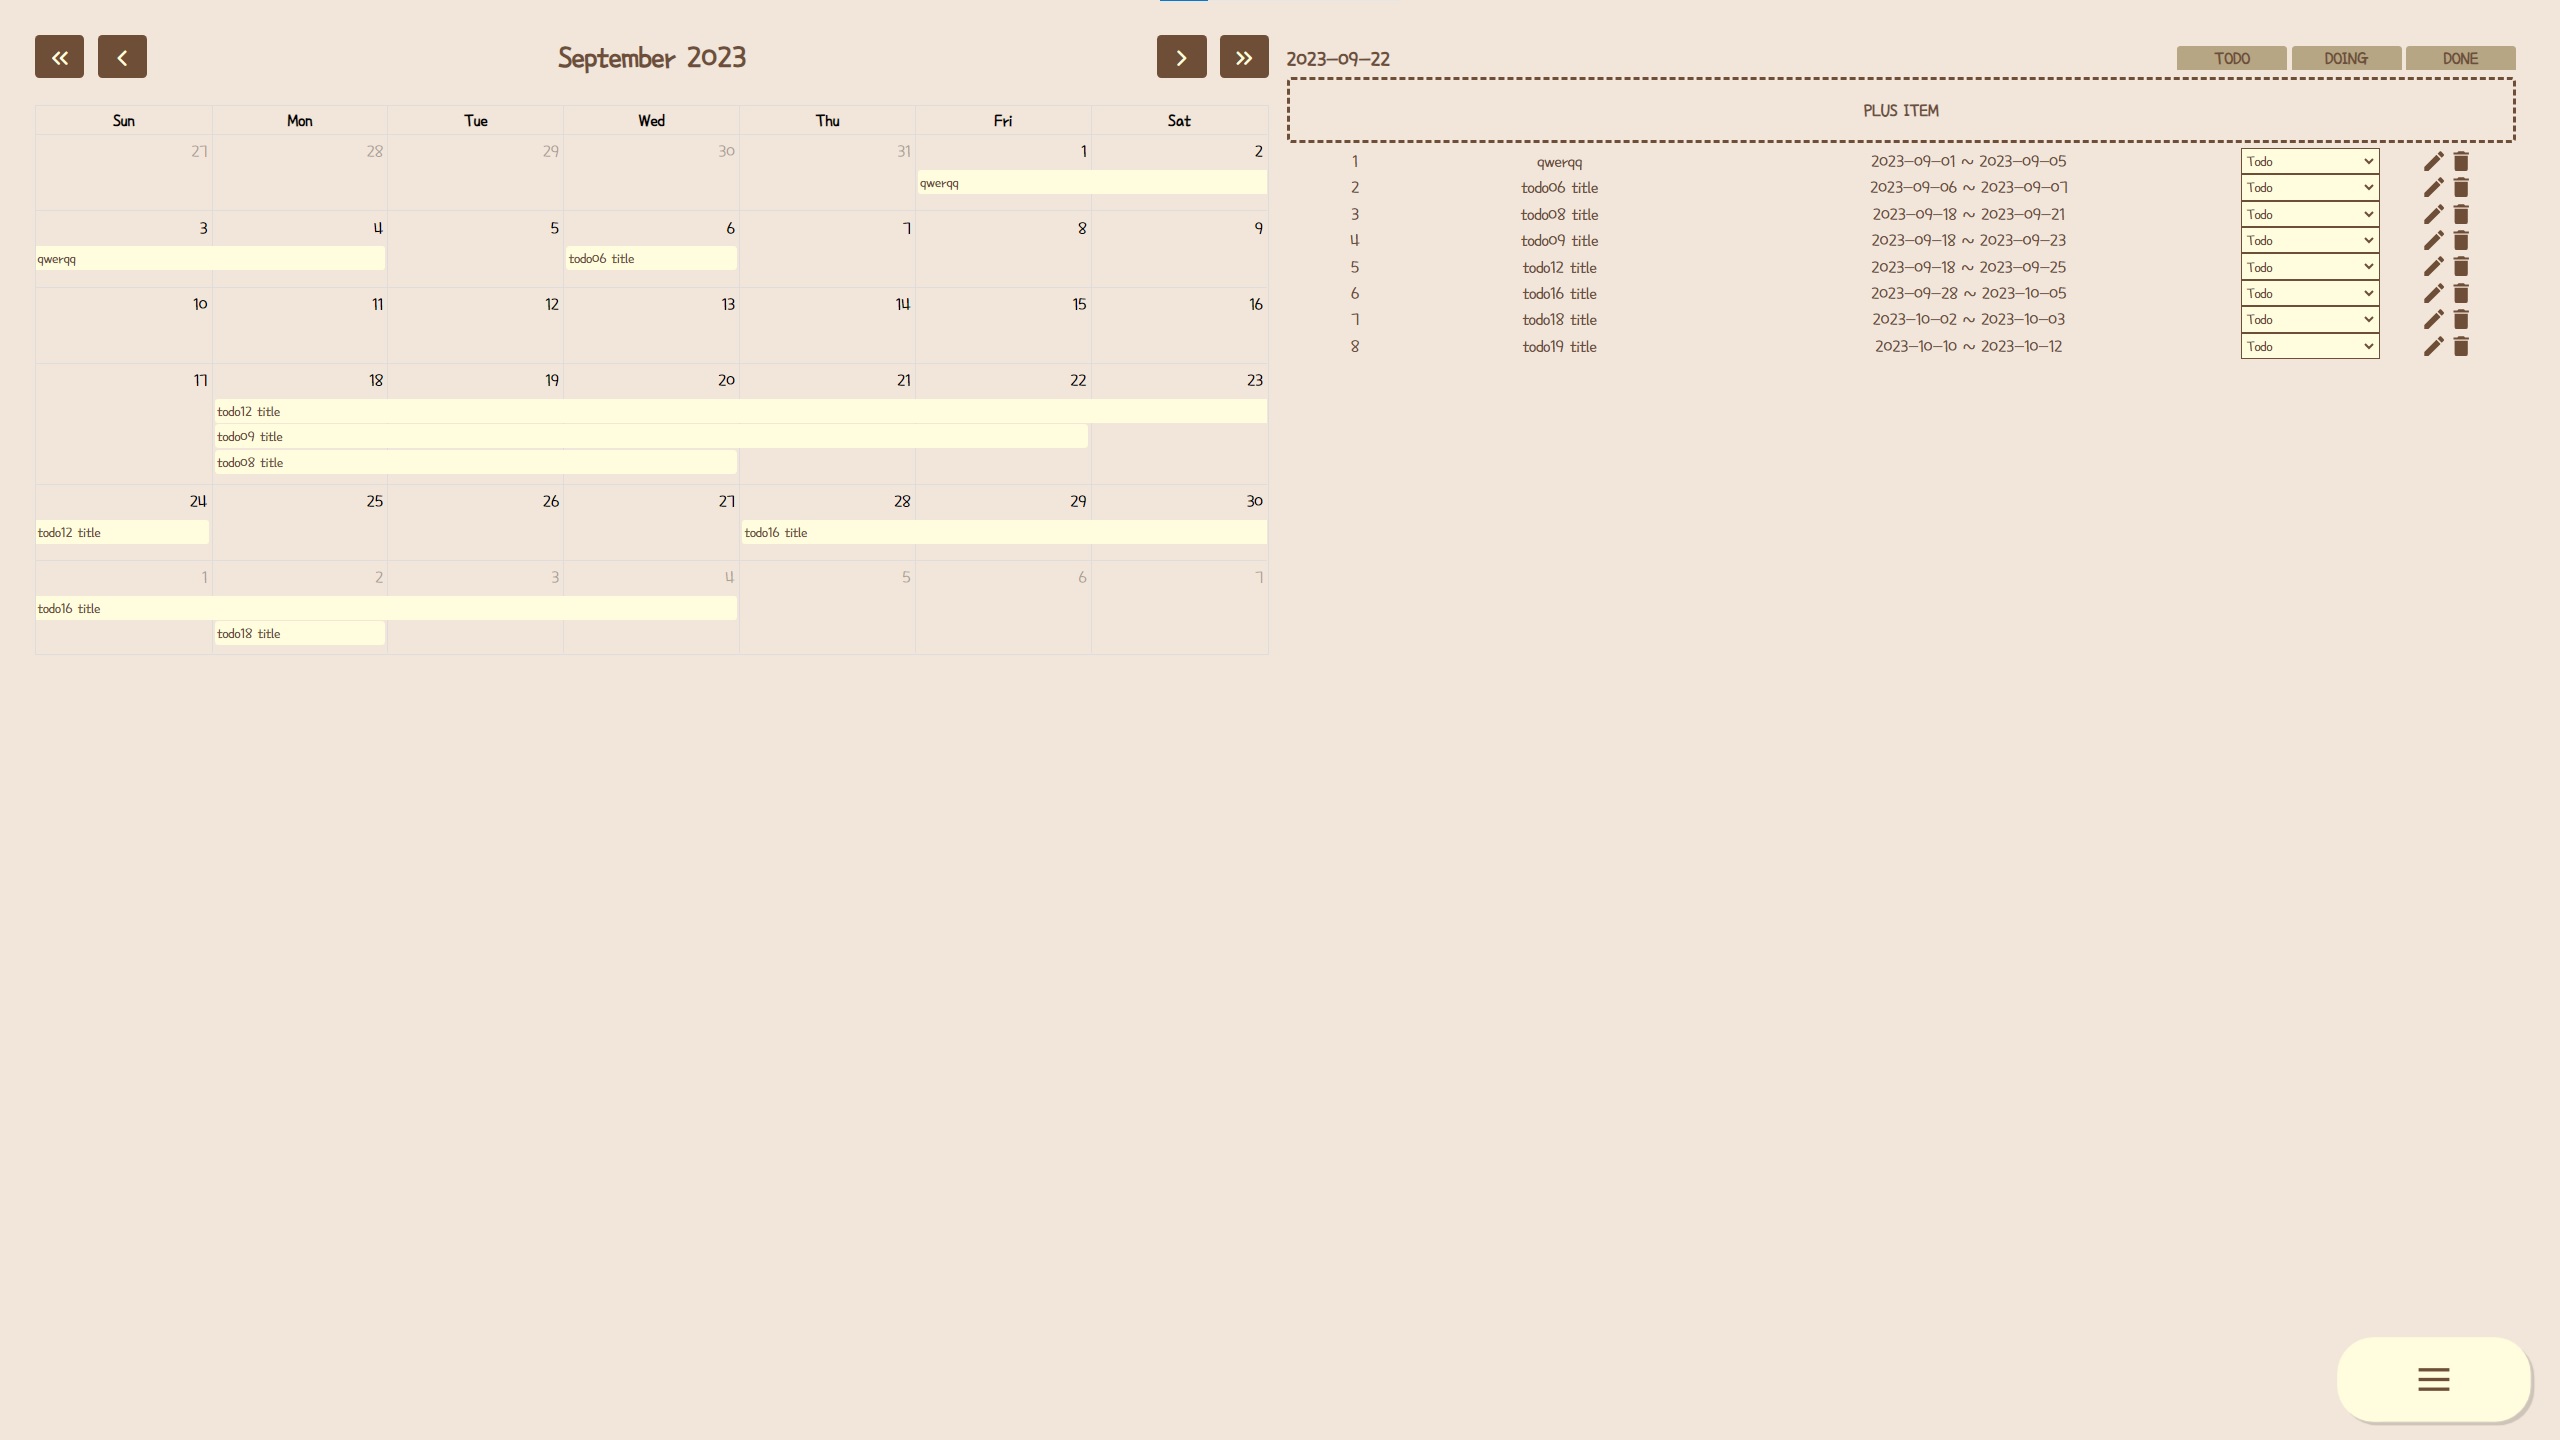 September 2023
Sun Mon Tue Wed Thu Fri Sat
27 28 29 30 31 1 2
qwerqq
3 4 5 6 7 8 9
qwerqq todo06 title
10 11 12 13 14 15 16
17 18 19 20 21 22 23
todo12 title
todo09 title
todo08 title
24 25 26 27 28 29 30
todo12 title todo16 title
1 2 3 4 5 6 7
todo16 title
todo18 title
2023-09-22 TODO DOING DONE
PLUS ITEM
1 qwerqq 2023-09-01 ~ 2023-09-05 Todo
2 todo06 title 2023-09-06 ~ 2023-09-07 Todo
3 todo08 title 2023-09-18 ~ 2023-09-21 Todo
4 todo09 title 2023-09-18 ~ 2023-09-23 Todo
5 todo12 title 2023-09-18 ~ 2023-09-25 Todo
6 todo16 title 2023-09-28 ~ 2023-10-05 Todo
7 todo18 title 2023-10-02 ~ 2023-10-03 Todo
8 todo19 title 2023-10-10 ~ 2023-10-12 Todo